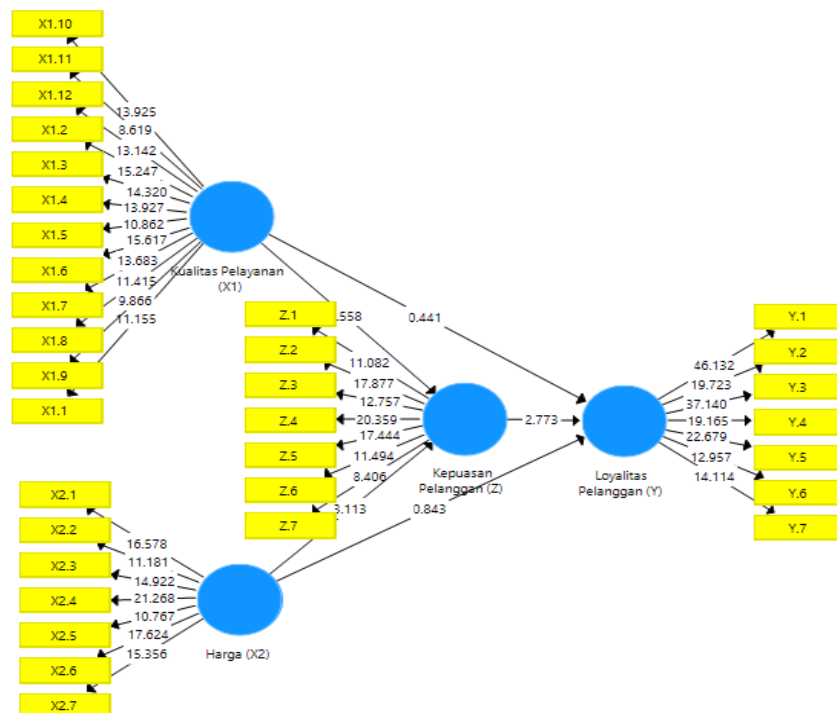 X1.10
X1.11
X1.12
X1.2
X1.3
X1.4
X1.5
X1.6
X1.7
X1.8
X1.9
X1.1
13.925
8.619
13.142
15.247
14.320
13.927
10.862
15.617
13.683
11.415
9.866
11.155
Kualitas Pelayanan
(X1)
.558
0.441
Z.1
Z.2
Z.3
Z.4
Z.5
Z.6
Z.7
11.082
17.877
12.757
20.359
17.444
11.494
8.406
3.113
Kepuasan
Pelanggan (Z)
2.773
0.843
Loyalitas
Pelanggan (Y)
46.132
19.723
37.140
19.165
22.679
12.957
14.114
Y.1
Y.2
Y.3
Y.4
Y.5
Y.6
Y.7
X2.1
X2.2
X2.3
X2.4
X2.5
X2.6
X2.7
16.578
11.181
14.922
21.268
10.767
17.624
15.356
Harga (X2)